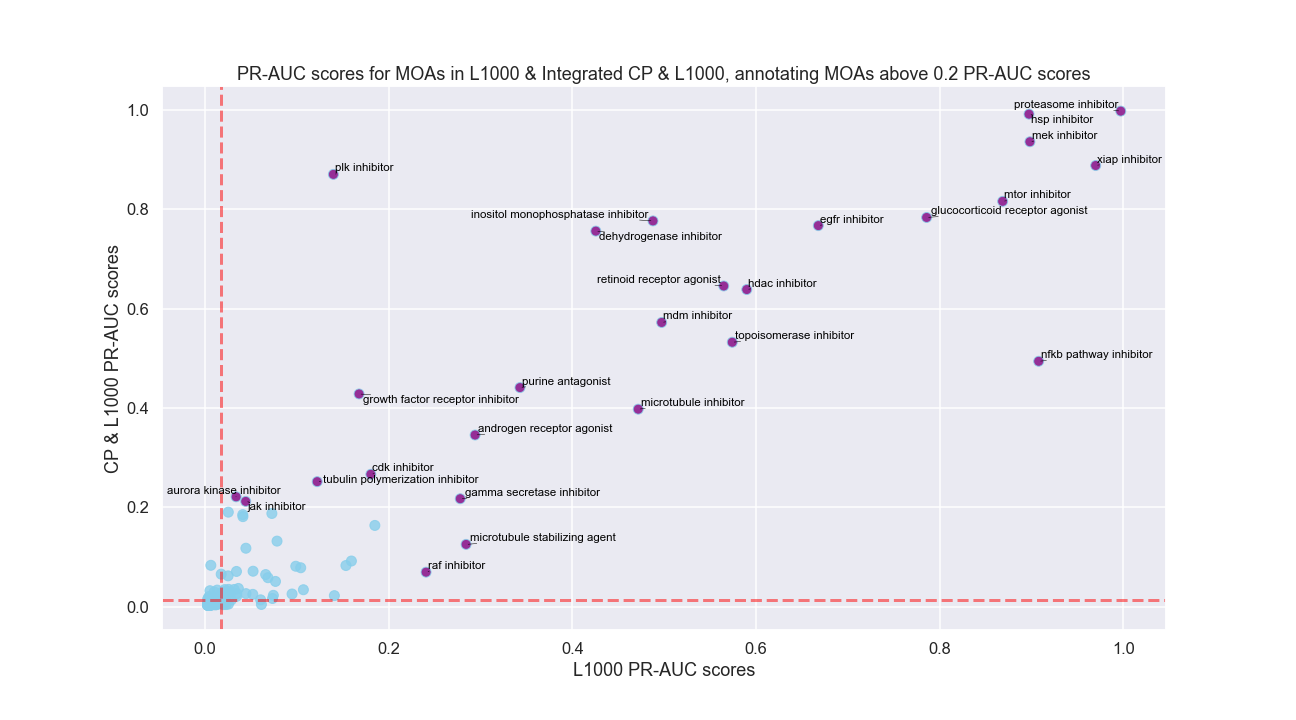 PR-AUC scores for MOAs in L1000 & Integrated CP & L1000, annotating MOAs above 0.2 PR-AUC scores
CP & L1000 PR-AUC scores
1.0
0.8
0.6
0.4
0.2
0.0
proteasome inhibitor
hsp inhibitor
mek inhibitor
xiap inhibitor
plk inhibitor
mtor inhibitor
glucocorticoid receptor agonist
inositol monophosphatase inhibitor
egfr inhibitor
dehydrogenase inhibitor
retinoid receptor agonist
hdac inhibitor
mdm inhibitor
topoisomerase inhibitor
nfkb pathway inhibitor
purine antagonist
growth factor receptor inhibitor
microtubule inhibitor
androgen receptor agonist
cdk inhibitor
tubulin polymerization inhibitor
aurora kinase inhibitor
gamma secretase inhibitor
jak inhibitor
microtubule stabilizing agent
raf inhibitor
0.0
0.2
0.4
0.6
0.8
1.0
L1000 PR-AUC scores